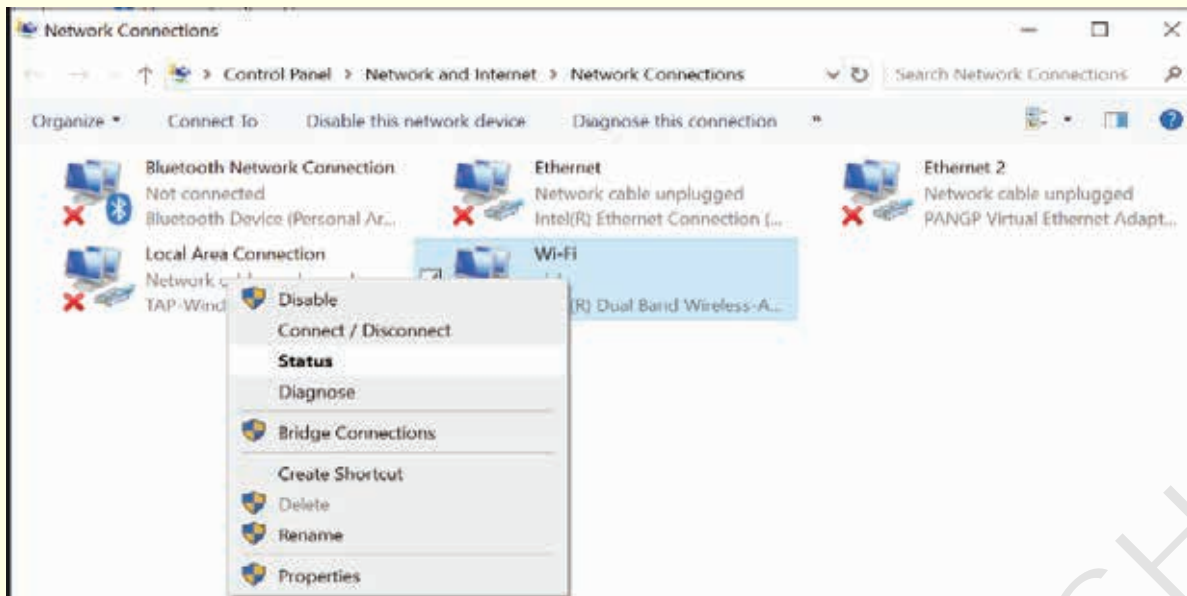 Network Connections
Control Panel > Network and Internet > Network Connections
Search Network Connections
Organize
Connect To
Disable this network device
Diagnose this connection
»
Bluetooth Network Connection
Not connected
Bluetooth Device (Personal Ar...
Ethernet
Network cable unplugged
Intel(R) Ethernet Connection (...
Ethernet 2
Network cable unplugged
PANGP Virtual Ethernet Adapt...
Local Area Connection
Network
TAP-Wind
Wi-Fi
(R) Dual Band Wireless-A...
Disable
Connect / Disconnect
Status
Diagnose
Bridge Connections
Create Shortcut
Delete
Rename
Properties